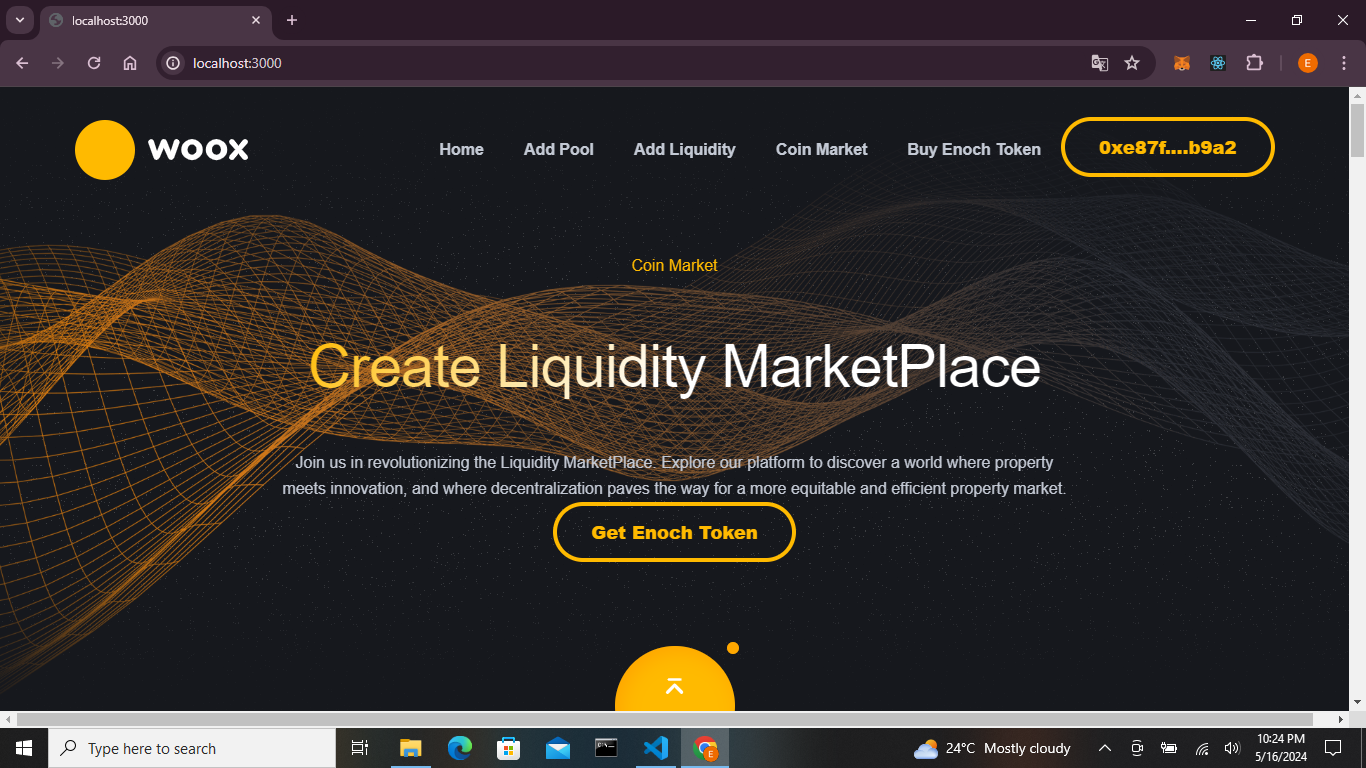 localhost:3000
localhost:3000
E
woox
Home
Add Pool
Add Liquidity
Coin Market
Buy Enoch Token
0xe87f....b9a2
Coin Market
Create Liquidity MarketPlace
Join us in revolutionizing the Liquidity MarketPlace. Explore our platform to discover a world where property
meets innovation, and where decentralization paves the way for a more equitable and efficient property market.
Get Enoch Token
Type here to search
E
24°C Mostly cloudy
10:24 PM
5/16/2024